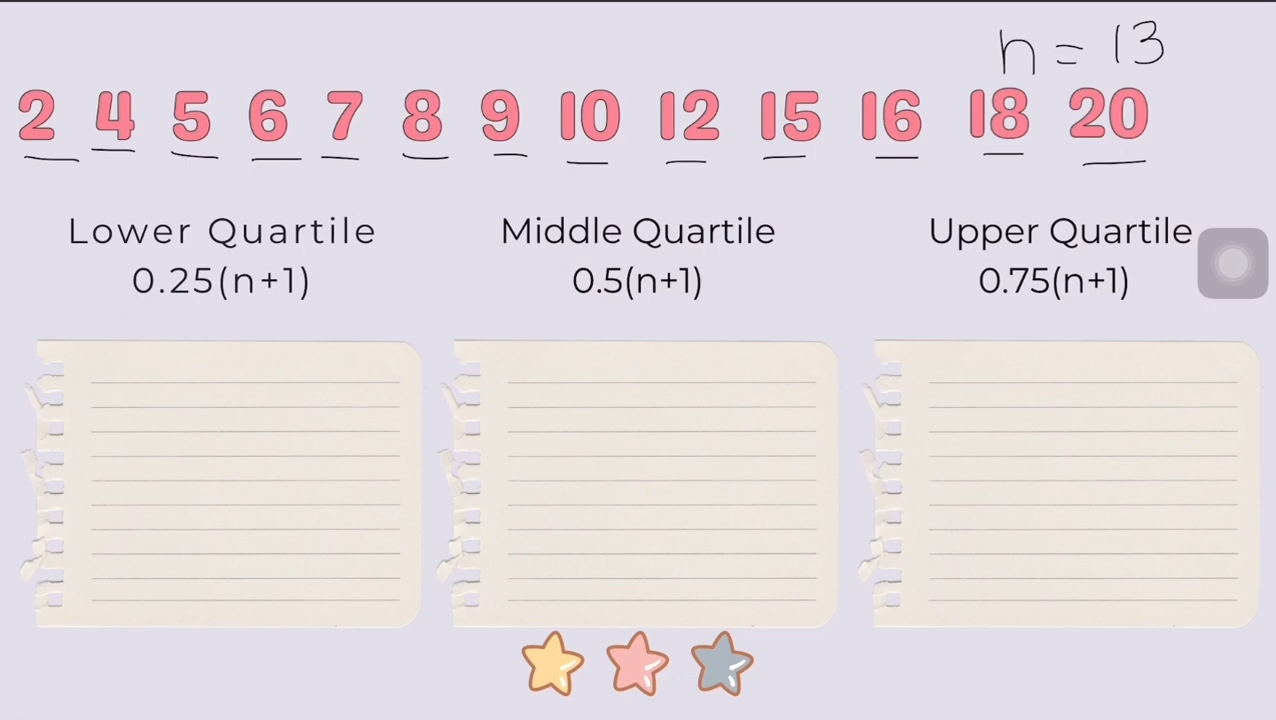 n = 13
2 4 5 6 7 8 9 10 12 15 16 18 20
Lower Quartile
0.25(n+1)
Middle Quartile
0.5(n+1)
Upper Quartile
0.75(n+1)